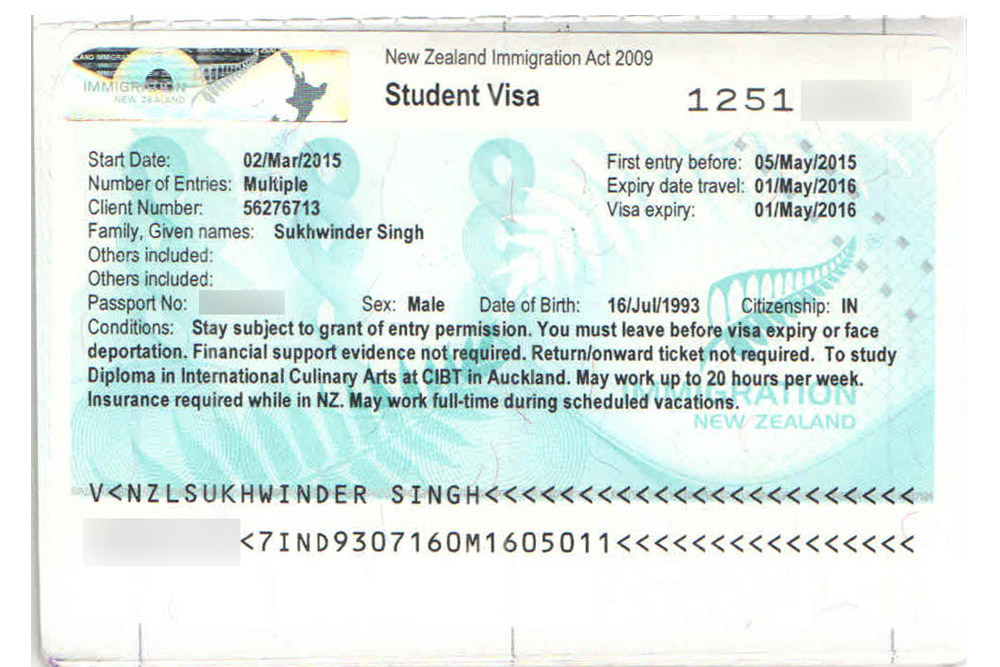 New Zealand Immigration Act 2009
IMMIGRATION
NEW ZEALAND
Student Visa 1251
Start Date: 02/Mar/2015 First entry before: 05/May/2015
Number of Entries: Multiple Expiry date travel: 01/May/2016
Client Number: 56276713 Visa expiry: 01/May/2016
Family, Given names: Sukhwinder Singh
Others included:
Others included:
Passport No: Sex: Male Date of Birth: 16/Jul/1993 Citizenship: IN
Conditions: Stay subject to grant of entry permission. You must leave before visa expiry or face
deportation. Financial support evidence not required. Return/onward ticket not required. To study
Diploma in International Culinary Arts at CIBT in Auckland. May work up to 20 hours per week.
Insurance required while in NZ. May work full-time during scheduled vacations.
IMMIGRATION
NEW ZEALAND
V<NZLSUKHWINDER SINGH<<<<<<<<<<<<<<<<<<<<<<<
<7IND9307160M1605011<<<<<<<<<<<<<<<<